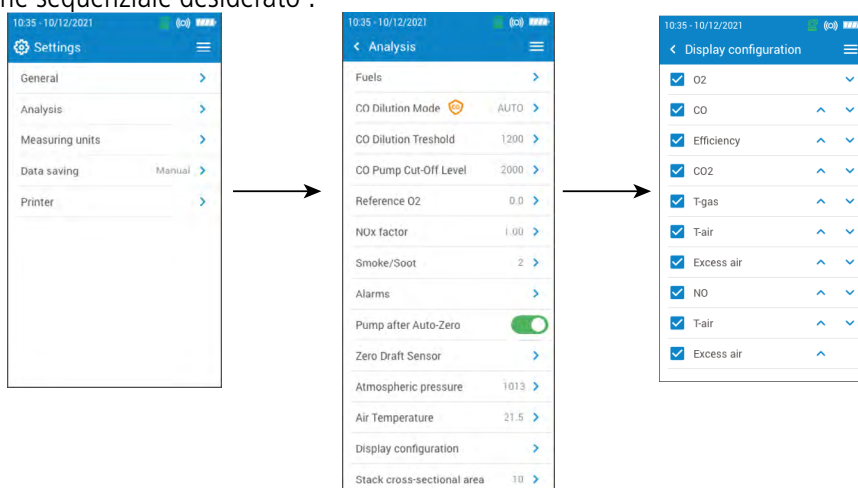 ne sequenziale desiderato".
10:35 - 10/12/2021
Settings
General
Analysis
Measuring units
Data saving Manual
Printer
10:35 - 10/12/2021
Analysis
Fuels
CO Dilution Mode CO AUTO
CO Dilution Treshold 1200
CO Pump Cut-Off Level 2000
Reference O2 0.0
NOx factor 1.00
Smoke/Soot 2
Alarms
Pump after Auto-Zero
Zero Draft Sensor
Atmospheric pressure 1013
Air Temperature 21.5
Display configuration
Stack cross-sectional area 10
10:35 - 10/12/2021
Display configuration
O2
CO
Efficiency
CO2
T-gas
T-air
Excess air
NO
T-air
Excess air